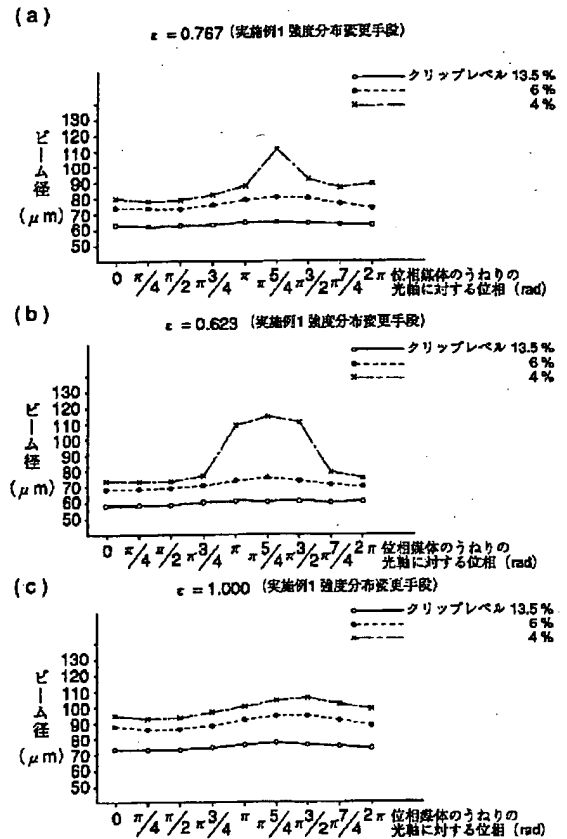 (a)
ε = 0.767 (実施例1 強度分布変更手段)
クリップレベル 13.5 %
6 %
4 %
130
120
110
100
90
80
70
60
50
ビーム径
(μm)
0 π/4 π/2 π3/4 π π5/4 π3/2 π7/4 2π
位相媒体のうねりの
光軸に対する位相 (rad)
(b)
ε = 0.623 (実施例1 強度分布変更手段)
クリップレベル 13.5 %
6 %
4 %
130
120
110
100
90
80
70
60
50
ビーム径
(μm)
0 π/4 π/2 π3/4 π π5/4 π3/2 π7/4 2π
位相媒体のうねりの
光軸に対する位相 (rad)
(c)
ε = 1.000 (実施例1 強度分布変更手段)
クリップレベル 13.5 %
6 %
4 %
130
120
110
100
90
80
70
60
50
ビーム径
(μm)
0 π/4 π/2 π3/4 π π5/4 π3/2 π7/4 2π
位相媒体のうねりの
光軸に対する位相 (rad)